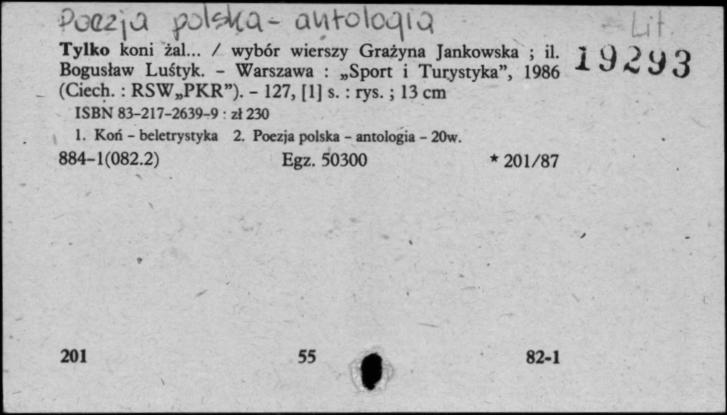 Poezja polska - antologia
Lit.
Tylko koni żal... / wybór wierszy Grażyna Jankowska ; il.
19293
Bogusław Luśtyk. – Warszawa : „Sport i Turystyka”, 1986
(Ciech. : RSW„PKR”). – 127, [1] s. : rys. ; 13 cm
ISBN 83-217-2639-9 : zł 230
1. Koń – beletrystyka 2. Poezja polska – antologia – 20w.
884-1(082.2) Egz. 50300 * 201/87
201 55 82-1